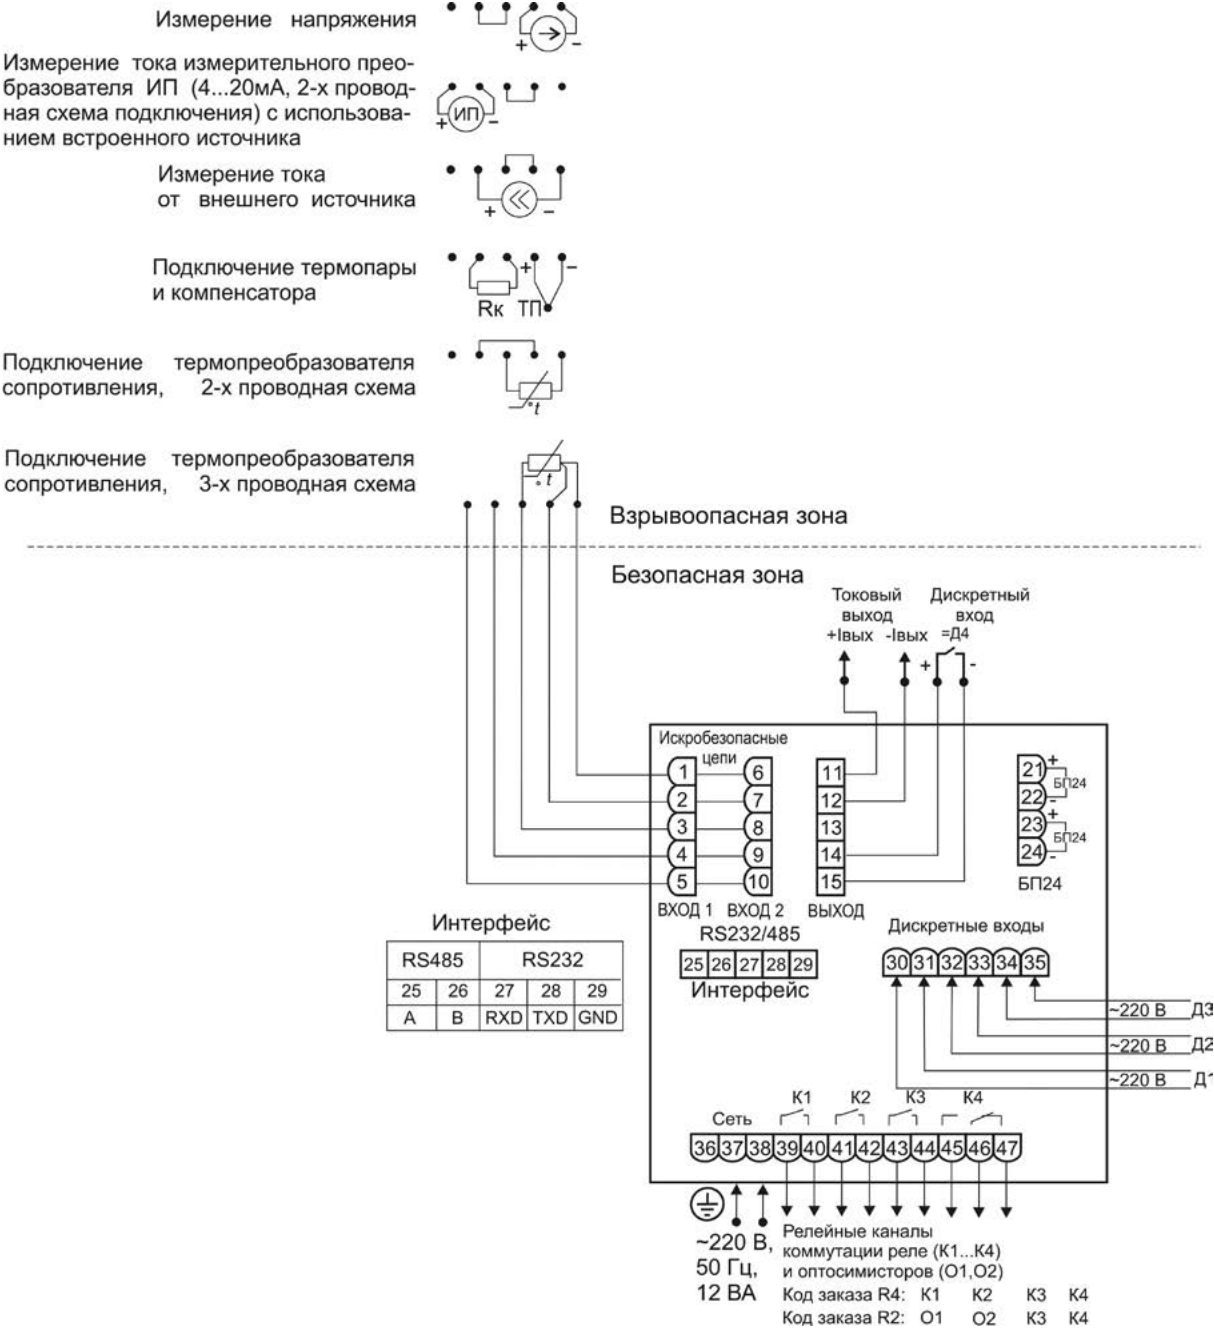 Измерение напряжения
+ -
Измерение тока измерительного прео-
бразователя ИП (4...20мА, 2-х провод-
ная схема подключения) с использова-
нием встроенного источника
ИП
+ -
Измерение тока
от внешнего источника
+ -
Подключение термопары
и компенсатора
+ -
Rк ТП
Подключение термопреобразователя
сопротивления, 2-х проводная схема
°t
Подключение термопреобразователя
сопротивления, 3-х проводная схема
°t
Взрывоопасная зона
Безопасная зона
Токовый
выход
+Iвых -Iвых
Дискретный
вход
=Д4
+ -
Искробезопасные
цепи
1 6
2 7
3 8
4 9
5 10
ВХОД 1 ВХОД 2
11
12
13
14
15
ВЫХОД
21 +
БП24
22 -
23 +
БП24
24 -
БП24
RS232/485
25 26 27 28 29
Интерфейс
Дискретные входы
30 31 32 33 34 35
~220 В Д3
~220 В Д2
~220 В Д1
Интерфейс
RS485 RS232
25 26 27 28 29
A B RXD TXD GND
К1 К2 К3 К4
Сеть
36 37 38 39 40 41 42 43 44 45 46 47
~220 В,
50 Гц,
12 ВА
Релейные каналы
коммутации реле (К1...К4)
и оптосимисторов (О1,О2)
Код заказа R4: К1 К2 К3 К4
Код заказа R2: О1 О2 К3 К4